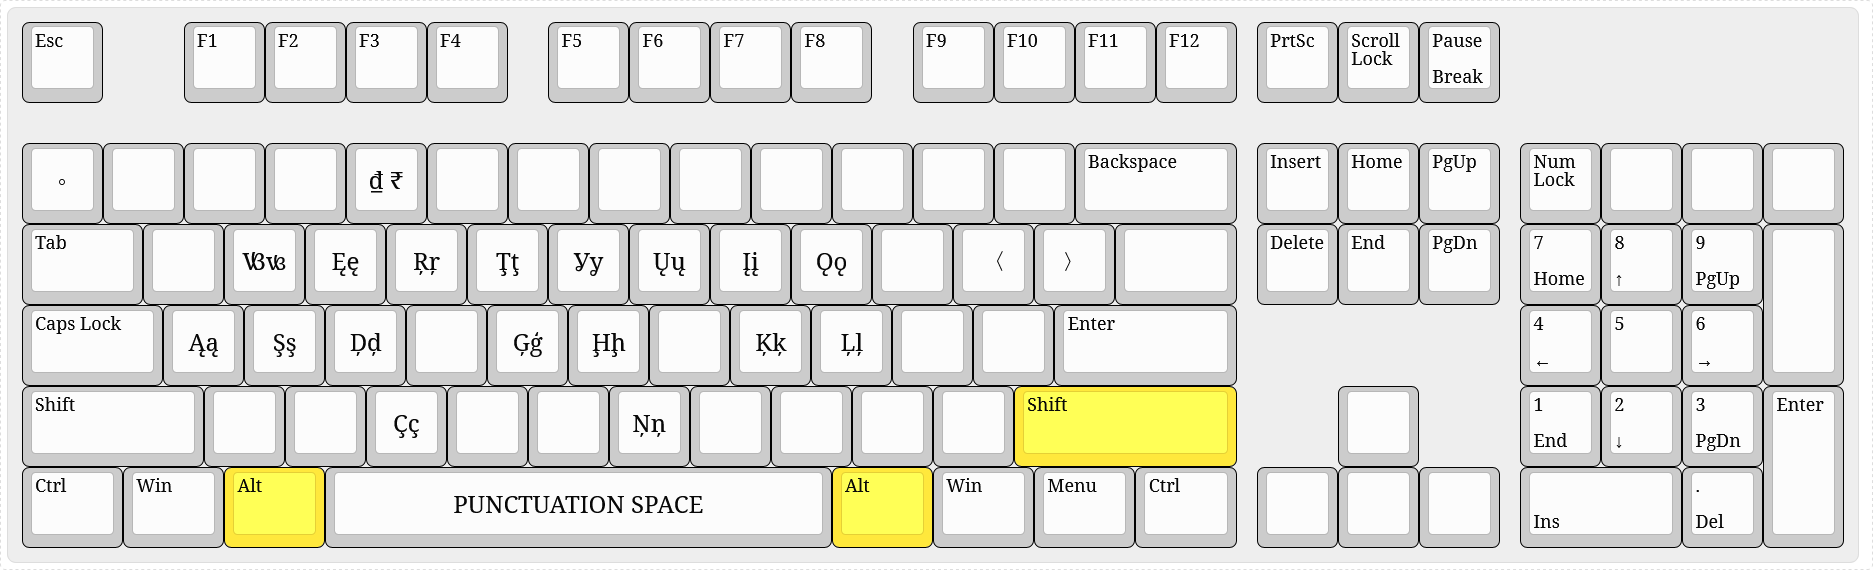 Esc F1 F2 F3 F4 F5 F6 F7 F8 F9 F10 F11 F12 PrtSc Scroll Lock Pause Break
◦ ₫ ₹ Backspace Insert Home PgUp Num Lock
Tab Ꝡꝡ Ęę Ŗŗ Ţţ Ųų Įį Ǫǫ 〈 〉 Delete End PgDn 7 Home 8 ↑ 9 PgUp
Caps Lock Ąą Şş Ḑḑ Ģģ Ḩḩ Ķķ Ļļ Enter 4 ← 5 6 →
Shift Çç Ņņ Shift 1 End 2 ↓ 3 PgDn Enter
Ctrl Win Alt PUNCTUATION SPACE Alt Win Menu Ctrl Ins . Del